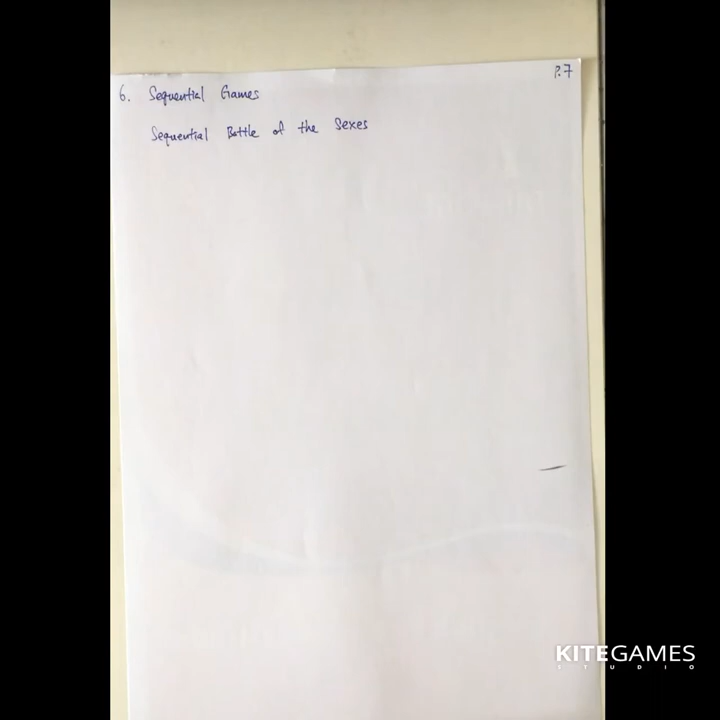 P.7
6. Sequential Games
Sequential Battle of the Sexes
KITEGAMES
STUDIO